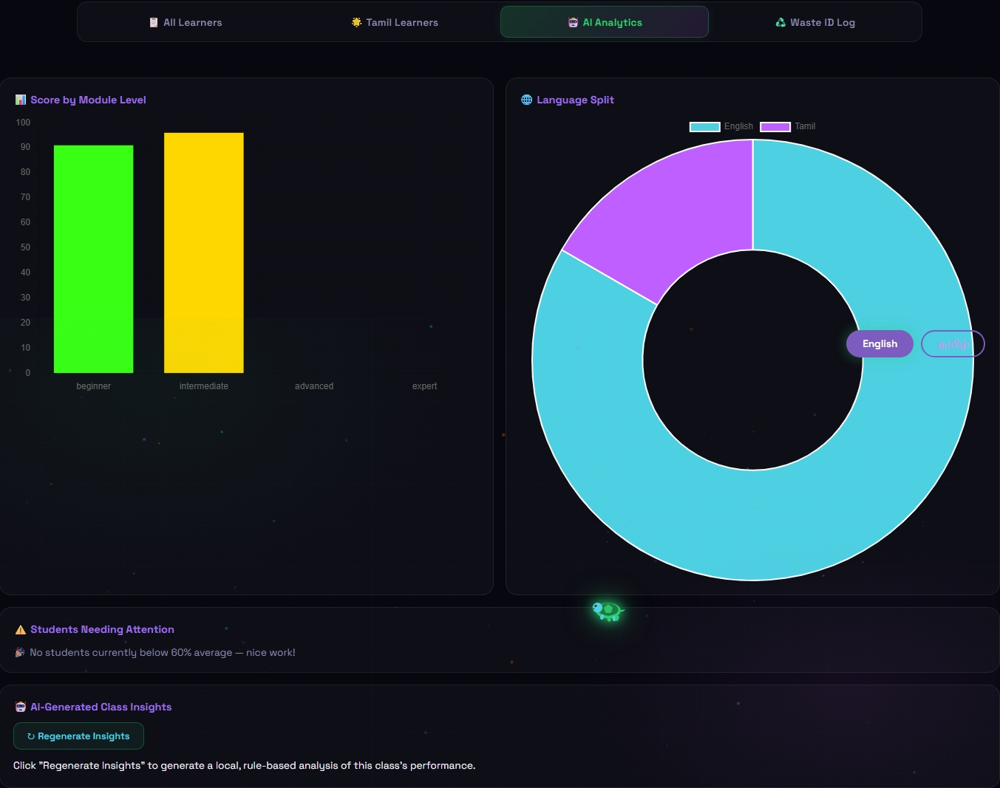 All Learners
Tamil Learners
AI Analytics
Waste ID Log
Score by Module Level
100
90
80
70
60
50
40
30
20
10
0
beginner
intermediate
advanced
expert
Language Split
English
Tamil
English
தமிழ்
Students Needing Attention
No students currently below 60% average — nice work!
AI-Generated Class Insights
↻ Regenerate Insights
Click "Regenerate Insights" to generate a local, rule-based analysis of this class's performance.